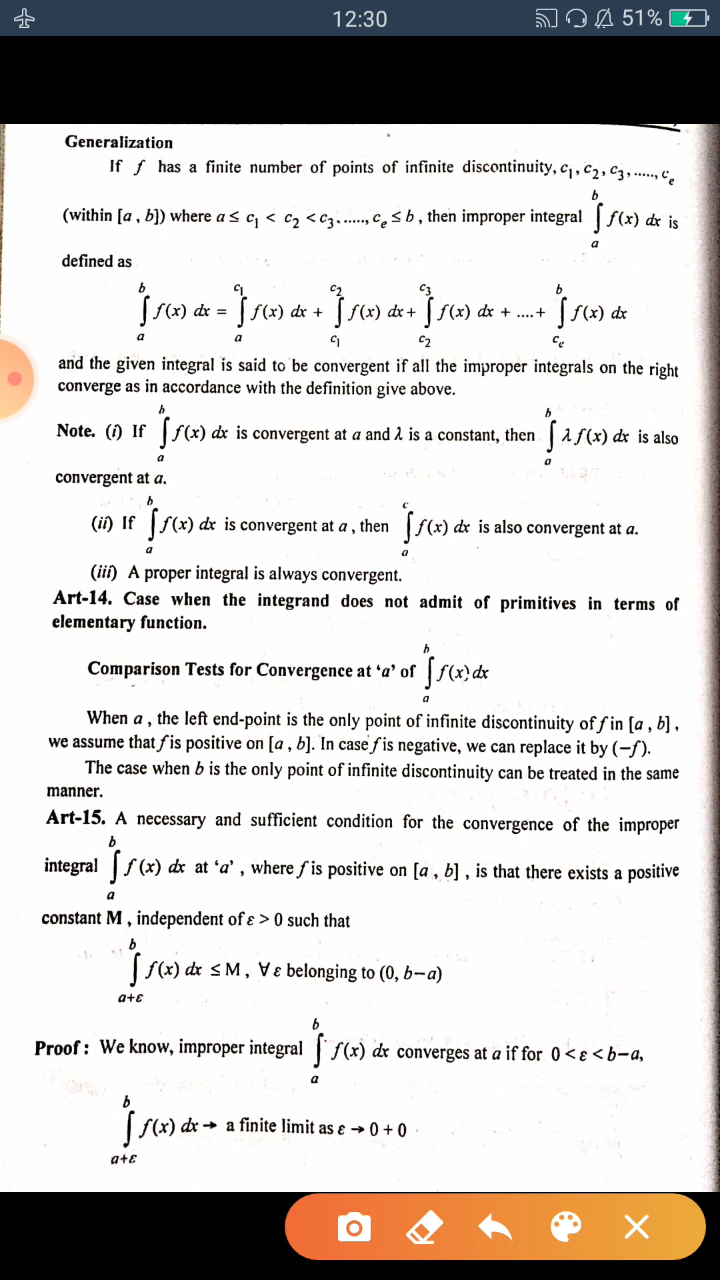 12:30
51%
Generalization
If f has a finite number of points of infinite discontinuity, c₁, c₂, c₃, ......, cₑ
(within [a , b]) where a ≤ c₁ < c₂ < c₃......, cₑ ≤ b , then improper integral ∫ₐᵇ f(x) dx is
defined as
∫ₐᵇ f(x) dx = ∫ₐ^c₁ f(x) dx + ∫c₁^c₂ f(x) dx + ∫c₂^c₃ f(x) dx + ....+ ∫cₑ^b f(x) dx
and the given integral is said to be convergent if all the improper integrals on the right
converge as in accordance with the definition give above.
Note. (i) If ∫ₐᵇ f(x) dx is convergent at a and λ is a constant, then ∫ₐᵇ λ f(x) dx is also
convergent at a.
(ii) If ∫ₐᵇ f(x) dx is convergent at a , then ∫ₐᶜ f(x) dx is also convergent at a.
(iii) A proper integral is always convergent.
Art-14. Case when the integrand does not admit of primitives in terms of
elementary function.
Comparison Tests for Convergence at ‘a’ of ∫ₐᵇ f(x) dx
When a , the left end-point is the only point of infinite discontinuity of f in [a , b] ,
we assume that f is positive on [a , b]. In case f is negative, we can replace it by (−f).
The case when b is the only point of infinite discontinuity can be treated in the same
manner.
Art-15. A necessary and sufficient condition for the convergence of the improper
integral ∫ₐᵇ f (x) dx at ‘a’ , where f is positive on [a , b] , is that there exists a positive
constant M , independent of ε > 0 such that
∫a+ε^b f(x) dx ≤ M , ∀ ε belonging to (0, b−a)
Proof : We know, improper integral ∫ₐᵇ f(x) dx converges at a if for 0 < ε < b−a,
∫a+ε^b f(x) dx → a finite limit as ε → 0 + 0